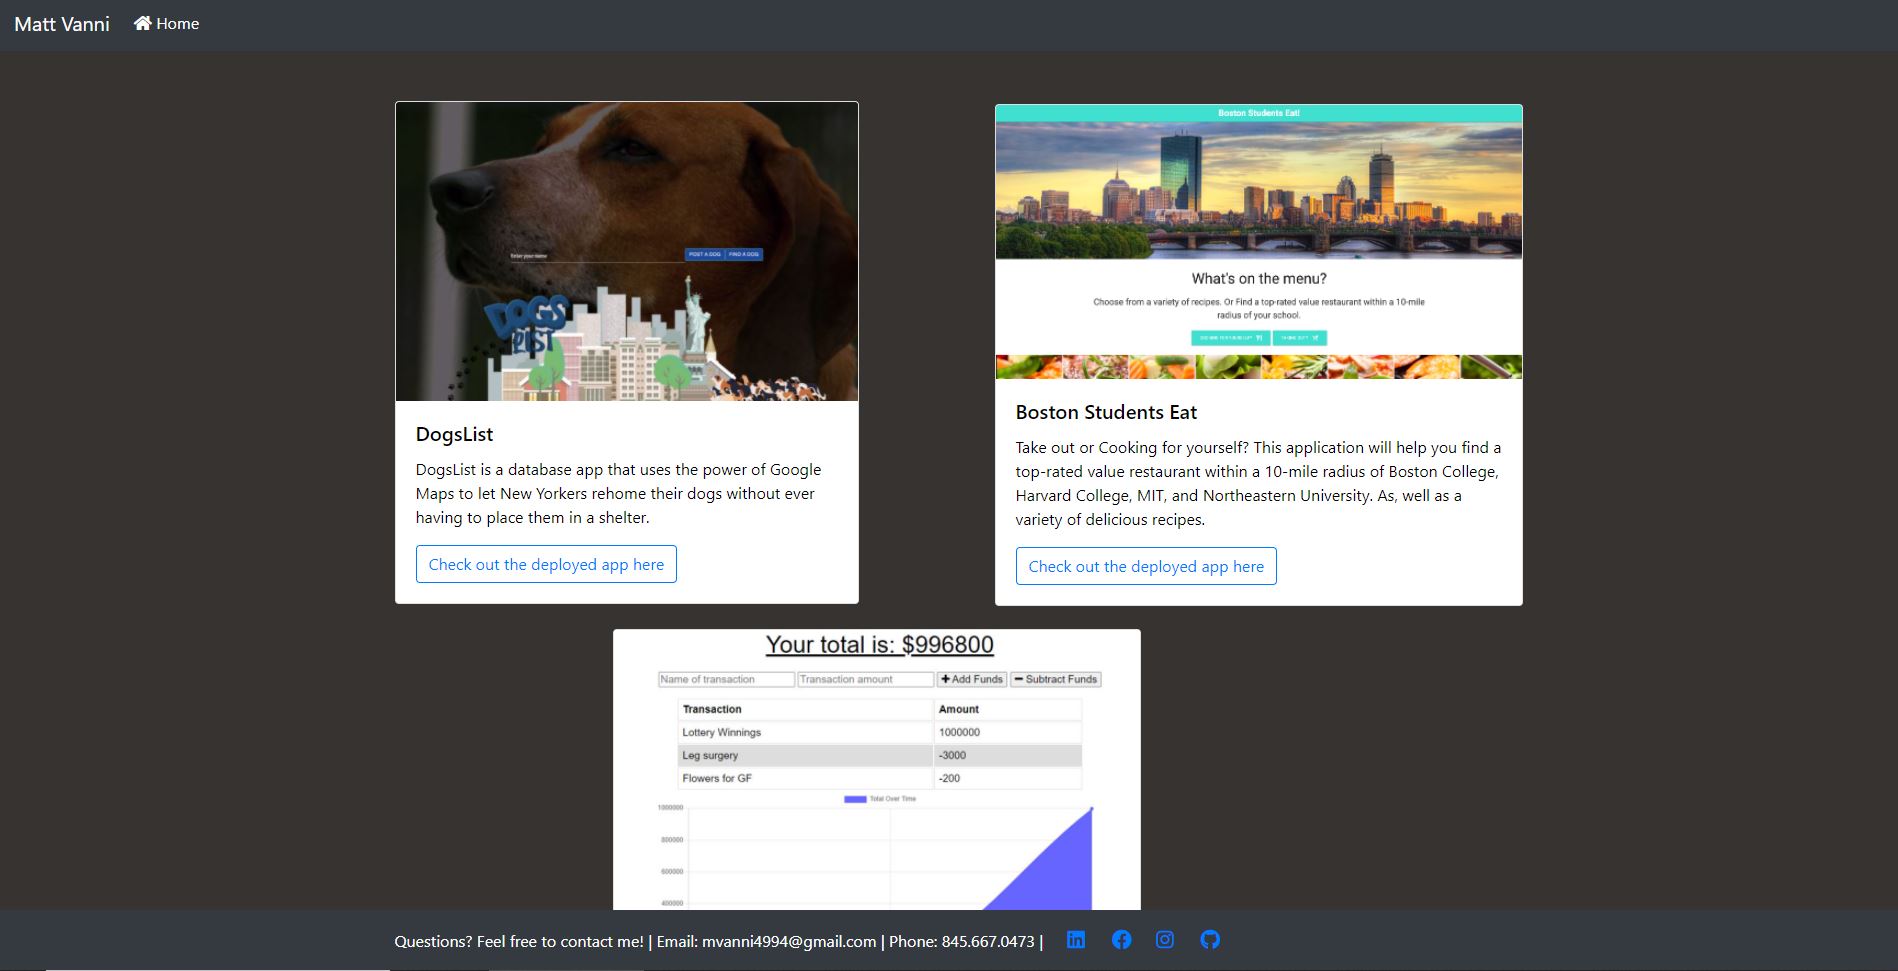 Matt Vanni Home
Enter your name
POST A DOG FIND A DOG
DOGS
LIST
DogsList
DogsList is a database app that uses the power of Google
Maps to let New Yorkers rehome their dogs without ever
having to place them in a shelter.
Check out the deployed app here
Boston Students Eat!
What's on the menu?
Choose from a variety of recipes. Or Find a top-rated value restaurant within a 10-mile
radius of your school.
Boston Students Eat
Take out or Cooking for yourself? This application will help you find a
top-rated value restaurant within a 10-mile radius of Boston College,
Harvard College, MIT, and Northeastern University. As, well as a
variety of delicious recipes.
Check out the deployed app here
Your total is: $996800
Name of transaction Transaction amount Add Funds Subtract Funds
Transaction Amount
Lottery Winnings 1000000
Leg surgery -3000
Flowers for GF -200
Total Over Time
1000000
800000
600000
400000
Questions? Feel free to contact me! | Email: mvanni4994@gmail.com | Phone: 845.667.0473 |